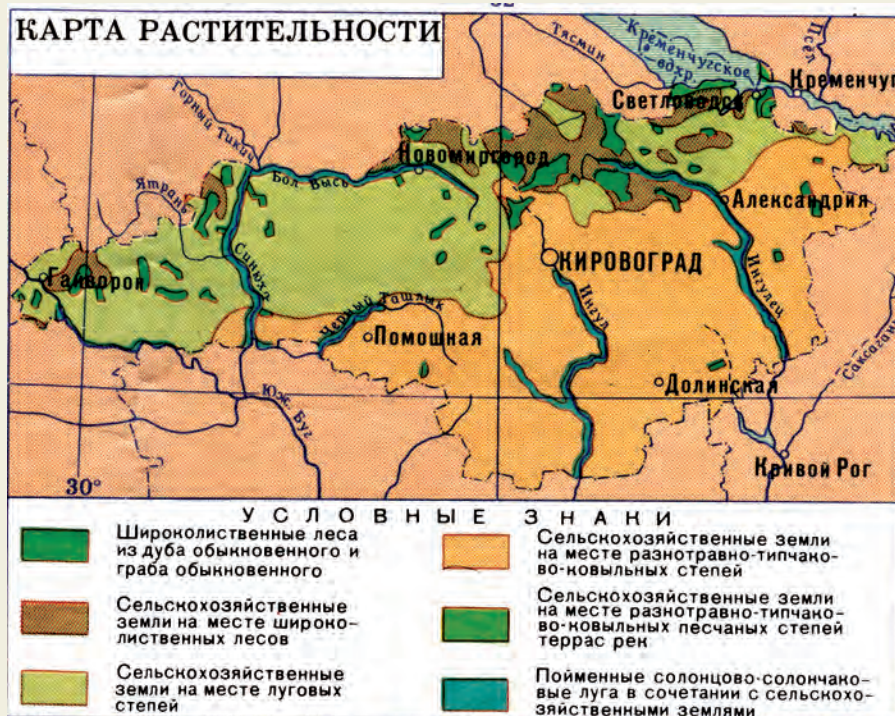 КАРТА РАСТИТЕЛЬНОСТИ
Тясмин
Кременчугское
вдхр.
Псел
Кременчуг
Светловодск
Горный Тикич
Новомиргород
Бол. Высь
Ятрань
Александрия
Синюха
Гайворон
КИРОВОГРАД
Ингулец
Черный Ташлык
Ингул
Помошная
Саксагань
Долинская
Юж. Буг
Кривой Рог
30°
УСЛОВНЫЕ ЗНАКИ
Широколиственные леса
из дуба обыкновенного и
граба обыкновенного
Сельскохозяйственные
земли на месте широко-
лиственных лесов
Сельскохозяйственные
земли на месте луговых
степей
Сельскохозяйственные земли
на месте разнотравно-типчако-
во-ковыльных степей
Сельскохозяйственные земли
на месте разнотравно-типчако-
во-ковыльных песчаных степей
террас рек
Пойменные солонцово-солончако-
вые луга в сочетании с сельскохо-
зяйственными землями